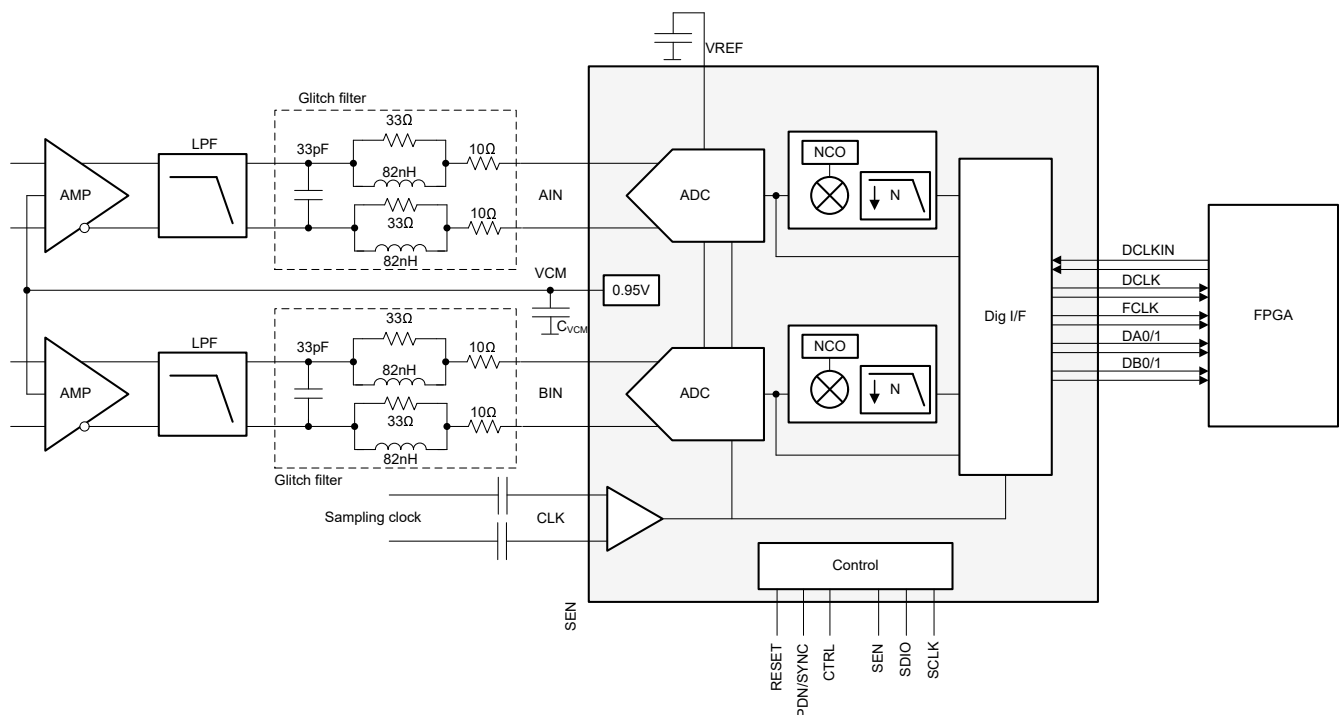 VREF
Glitch filter
33Ω
LPF
33pF
10Ω
NCO
82nH
AMP
AIN
ADC
N
10Ω
33Ω
82nH
DCLKIN
VCM
DCLK
0.95V
FCLK
Dig I/F
FPGA
C_VCM
33Ω
DA0/1
LPF
33pF
10Ω
NCO
DB0/1
82nH
AMP
BIN
ADC
N
10Ω
33Ω
82nH
Glitch filter
Sampling clock
CLK
Control
SEN
RESET
PDN/SYNC
CTRL
SEN
SDIO
SCLK